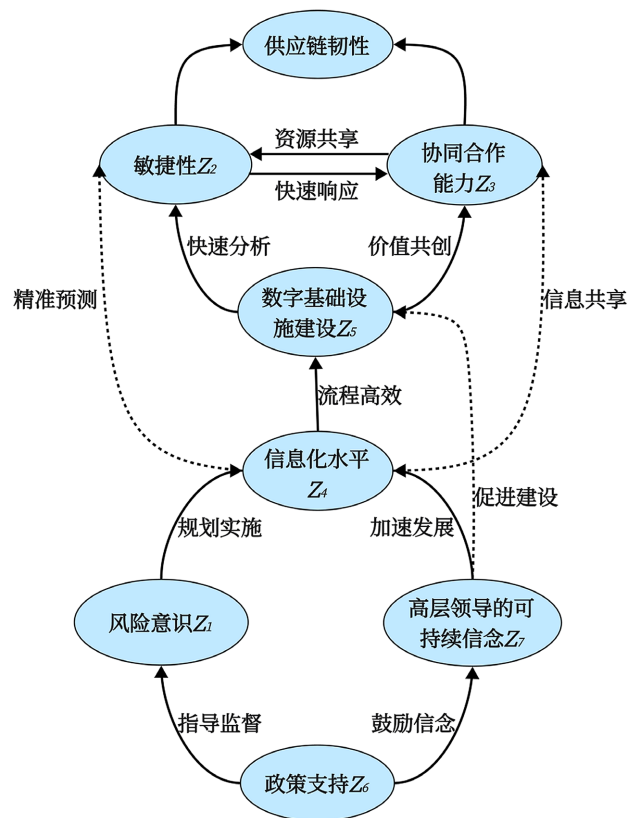 供应链韧性
资源共享
敏捷性Z2
协同合作
能力Z3
快速响应
快速分析
价值共创
精准预测
数字基础设
施建设Z5
信息共享
流程高效
信息化水平
Z4
促进建设
规划实施
加速发展
风险意识Z1
高层领导的可
持续信念Z7
指导监督
鼓励信念
政策支持Z6